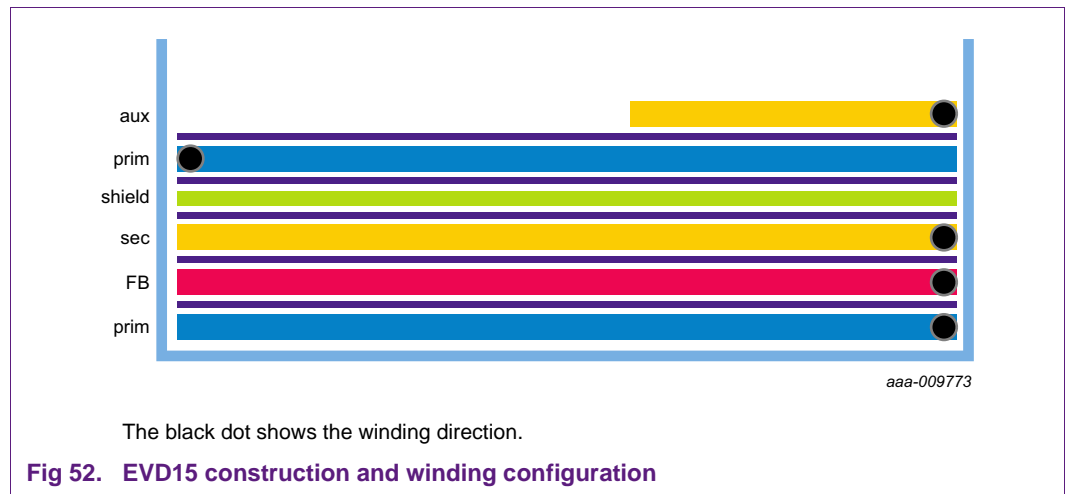 aux
prim
shield
sec
FB
prim
aaa-009773
The black dot shows the winding direction.
Fig 52. EVD15 construction and winding configuration